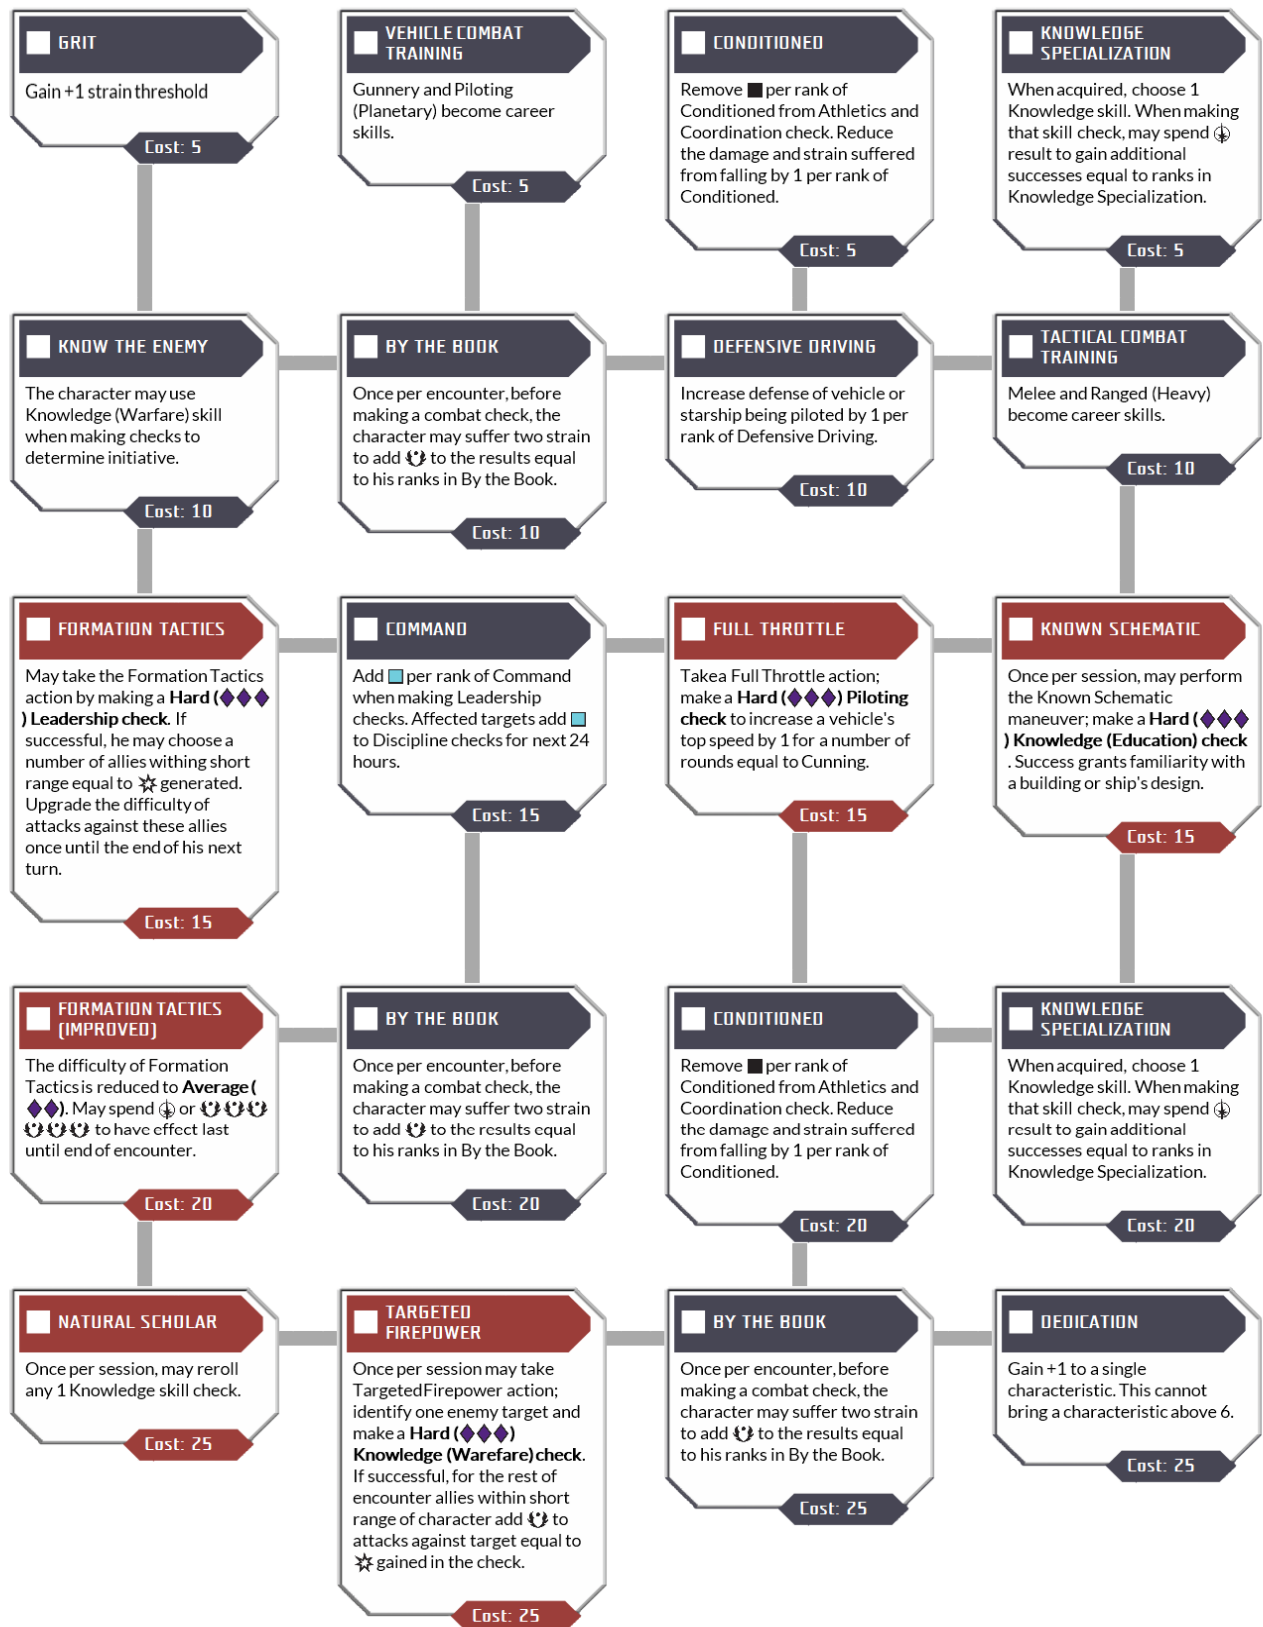 GRIT
Gain +1 strain threshold
Cost: 5
VEHICLE COMBAT
TRAINING
Gunnery and Piloting
(Planetary) become career
skills.
Cost: 5
CONDITIONED
Remove per rank of
Conditioned from Athletics and
Coordination check. Reduce
the damage and strain suffered
from falling by 1 per rank of
Conditioned.
Cost: 5
KNOWLEDGE
SPECIALIZATION
When acquired, choose 1
Knowledge skill. When making
that skill check, may spend
result to gain additional
successes equal to ranks in
Knowledge Specialization.
Cost: 5
KNOW THE ENEMY
The character may use
Knowledge (Warfare) skill
when making checks to
determine initiative.
Cost: 10
BY THE BOOK
Once per encounter, before
making a combat check, the
character may suffer two strain
to add to the results equal
to his ranks in By the Book.
Cost: 10
DEFENSIVE DRIVING
Increase defense of vehicle or
starship being piloted by 1 per
rank of Defensive Driving.
Cost: 10
TACTICAL COMBAT
TRAINING
Melee and Ranged (Heavy)
become career skills.
Cost: 10
FORMATION TACTICS
May take the Formation Tactics
action by making a Hard (
) Leadership check. If
successful, he may choose a
number of allies withing short
range equal to generated.
Upgrade the difficulty of
attacks against these allies
once until the end of his next
turn.
Cost: 15
COMMAND
Add per rank of Command
when making Leadership
checks. Affected targets add
to Discipline checks for next 24
hours.
Cost: 15
FULL THROTTLE
Takea Full Throttle action;
make a Hard ( ) Piloting
check to increase a vehicle's
top speed by 1 for a number of
rounds equal to Cunning.
Cost: 15
KNOWN SCHEMATIC
Once per session, may perform
the Known Schematic
maneuver; make a Hard (
) Knowledge (Education) check
. Success grants familiarity with
a building or ship's design.
Cost: 15
FORMATION TACTICS
(IMPROVED)
The difficulty of Formation
Tactics is reduced to Average (
). May spend or
to have effect last
until end of encounter.
Cost: 20
BY THE BOOK
Once per encounter, before
making a combat check, the
character may suffer two strain
to add to the results equal
to his ranks in By the Book.
Cost: 20
CONDITIONED
Remove per rank of
Conditioned from Athletics and
Coordination check. Reduce
the damage and strain suffered
from falling by 1 per rank of
Conditioned.
Cost: 20
KNOWLEDGE
SPECIALIZATION
When acquired, choose 1
Knowledge skill. When making
that skill check, may spend
result to gain additional
successes equal to ranks in
Knowledge Specialization.
Cost: 20
NATURAL SCHOLAR
Once per session, may reroll
any 1 Knowledge skill check.
Cost: 25
TARGETED
FIREPOWER
Once per session may take
Targeted Firepower action;
identify one enemy target and
make a Hard ( )
Knowledge (Warefare) check.
If successful, for the rest of
encounter allies within short
range of character add to
attacks against target equal to
gained in the check.
Cost: 25
BY THE BOOK
Once per encounter, before
making a combat check, the
character may suffer two strain
to add to the results equal
to his ranks in By the Book.
Cost: 25
DEDICATION
Gain +1 to a single
characteristic. This cannot
bring a characteristic above 6.
Cost: 25